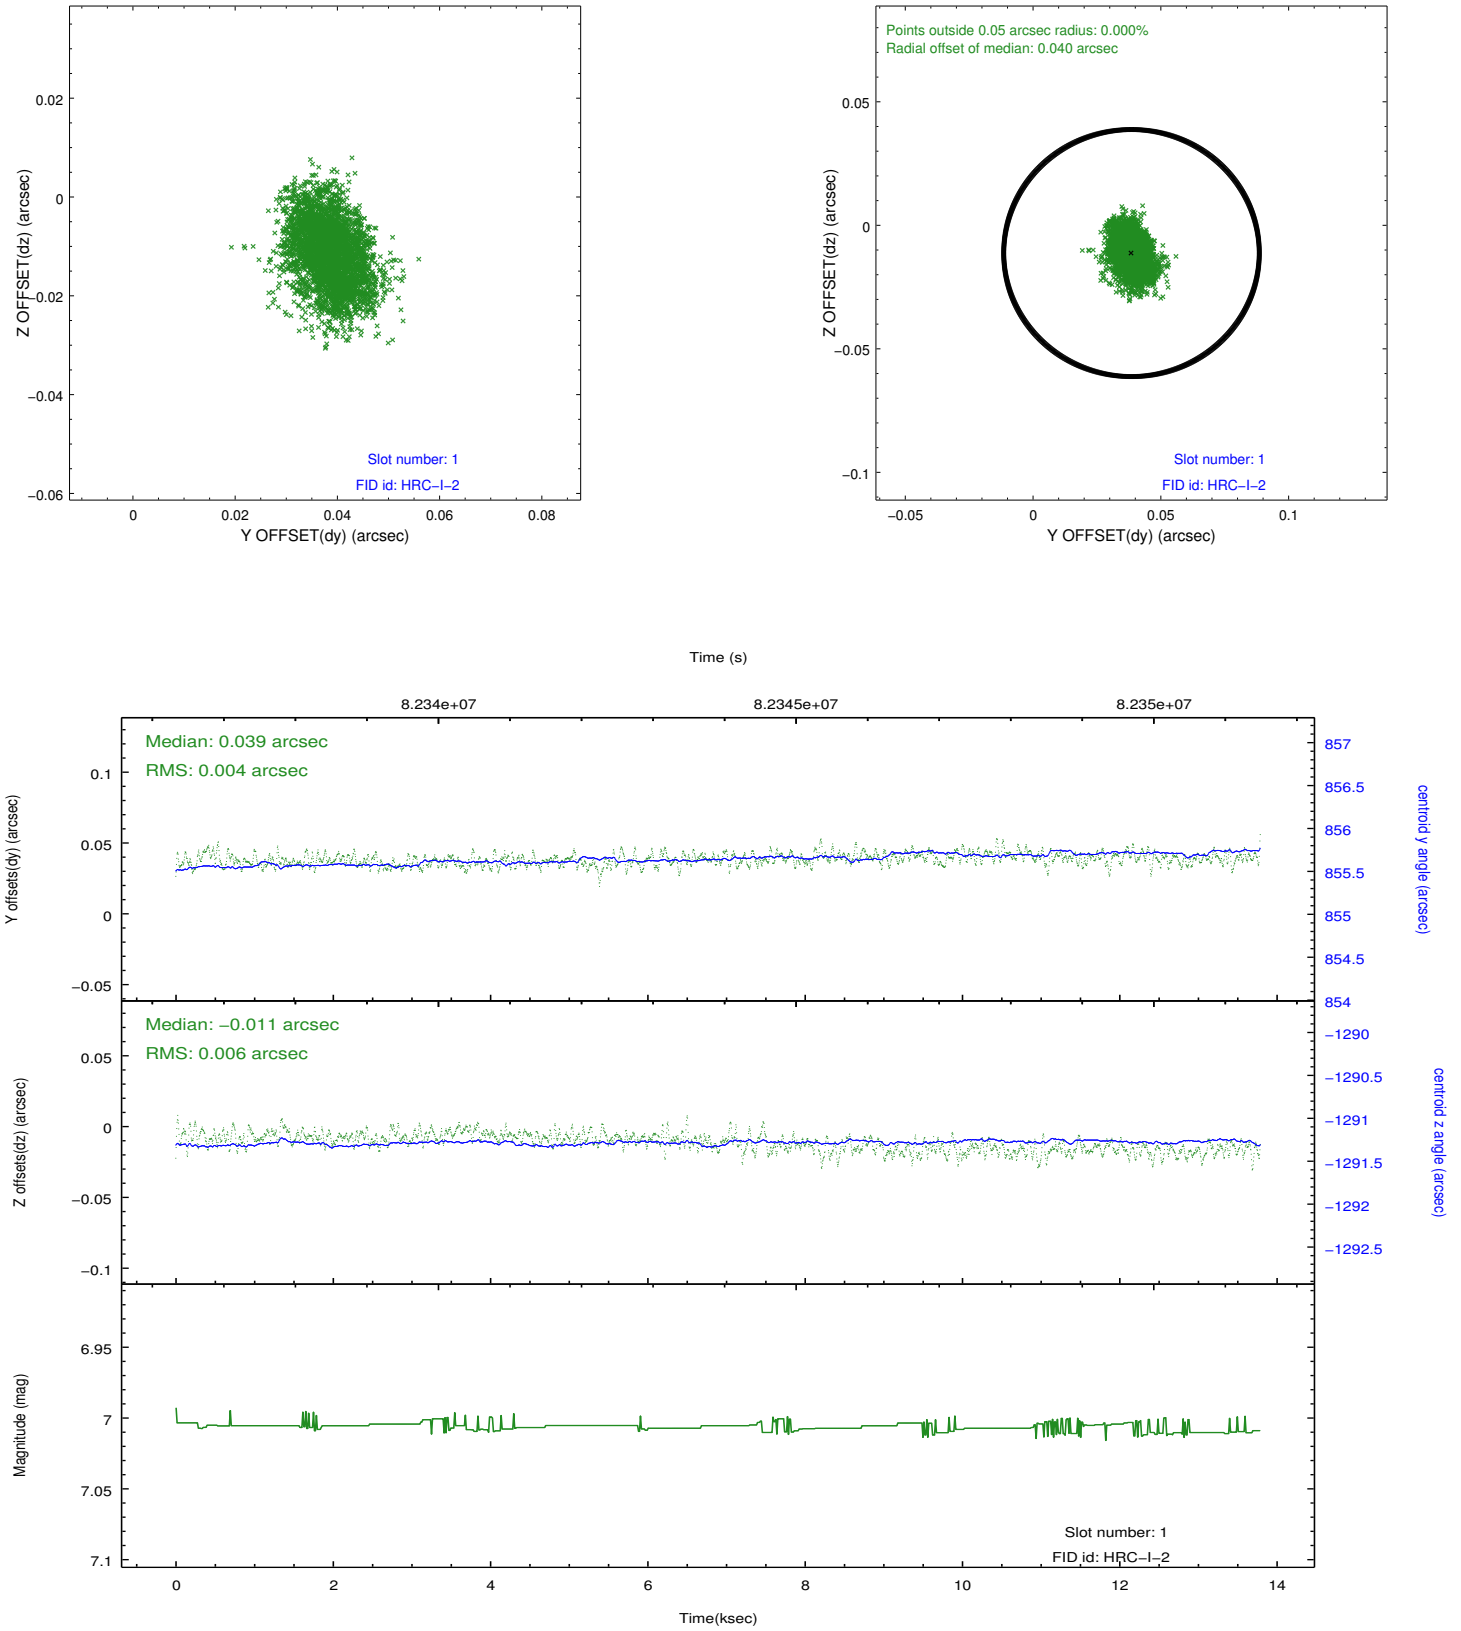 Points outside 0.05 arcsec radius: 0.000%
Radial offset of median: 0.040 arcsec
0.02
0
−0.02
−0.04
−0.06
Z OFFSET(dz) (arcsec)
Slot number: 1
FID id: HRC−I−2
0
0.02
0.04
0.06
0.08
Y OFFSET(dy) (arcsec)
0.05
0
−0.05
−0.1
Z OFFSET(dz) (arcsec)
Slot number: 1
FID id: HRC−I−2
−0.05
0
0.05
0.1
Y OFFSET(dy) (arcsec)
Time (s)
8.234e+07
8.2345e+07
8.235e+07
Median: 0.039 arcsec
RMS: 0.004 arcsec
0.1
0.05
0
−0.05
Y offsets(dy) (arcsec)
857
856.5
856
855.5
855
854.5
854
centroid y angle (arcsec)
Median: −0.011 arcsec
RMS: 0.006 arcsec
0.05
0
−0.05
−0.1
Z offsets(dz) (arcsec)
−1290
−1290.5
−1291
−1291.5
−1292
−1292.5
centroid z angle (arcsec)
6.95
7
7.05
7.1
Magnitude (mag)
Slot number: 1
FID id: HRC−I−2
0
2
4
6
8
10
12
14
Time(ksec)